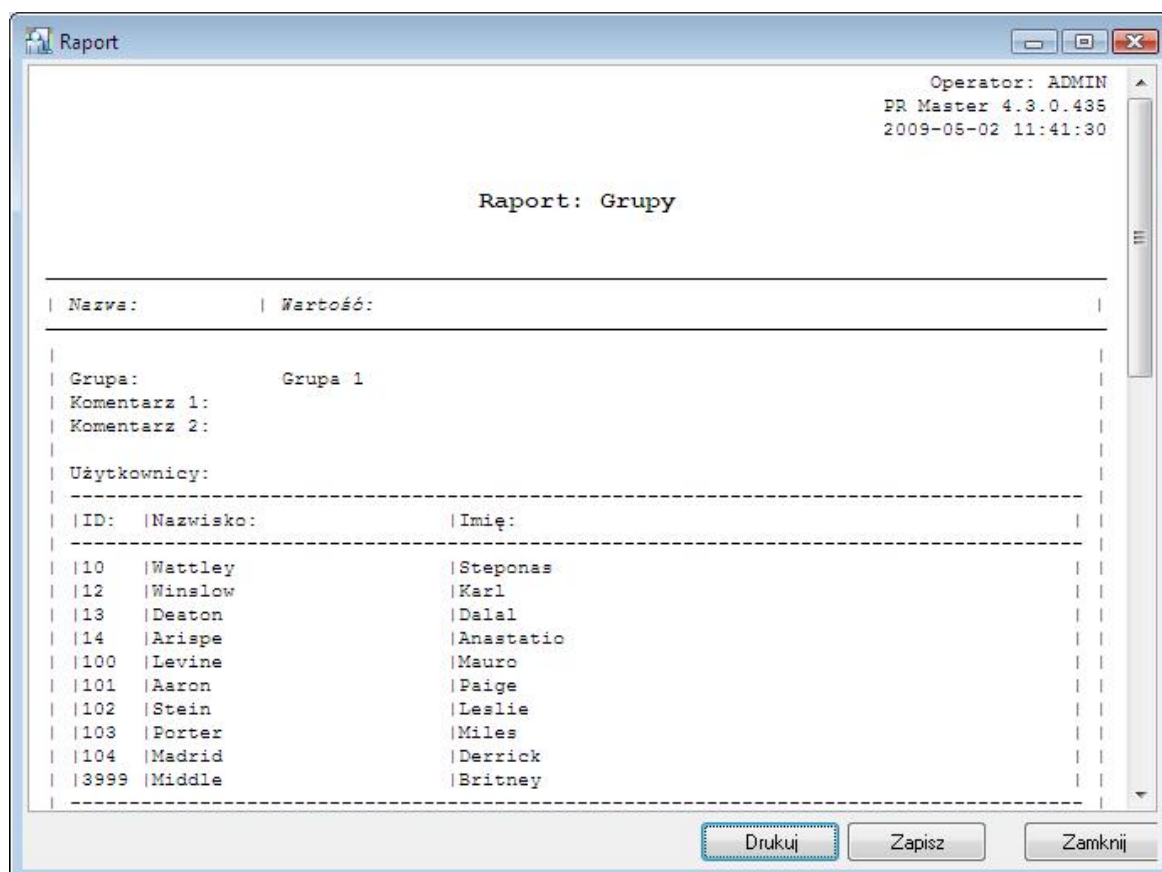 Raport
Operator: ADMIN
PR Master 4.3.0.435
2009-05-02 11:41:30
Raport: Grupy
| Nazwa: | Wartość: |
Grupa: Grupa 1
Komentarz 1:
Komentarz 2:
Użytkownicy:
|ID: |Nazwisko: |Imię: |
|10 |Wattley |Steponas |
|12 |Winslow |Karl |
|13 |Deaton |Dalal |
|14 |Arispe |Anastatio |
|100 |Levine |Mauro |
|101 |Aaron |Paige |
|102 |Stein |Leslie |
|103 |Porter |Miles |
|104 |Madrid |Derrick |
|3999 |Middle |Britney |
Drukuj Zapisz Zamknij